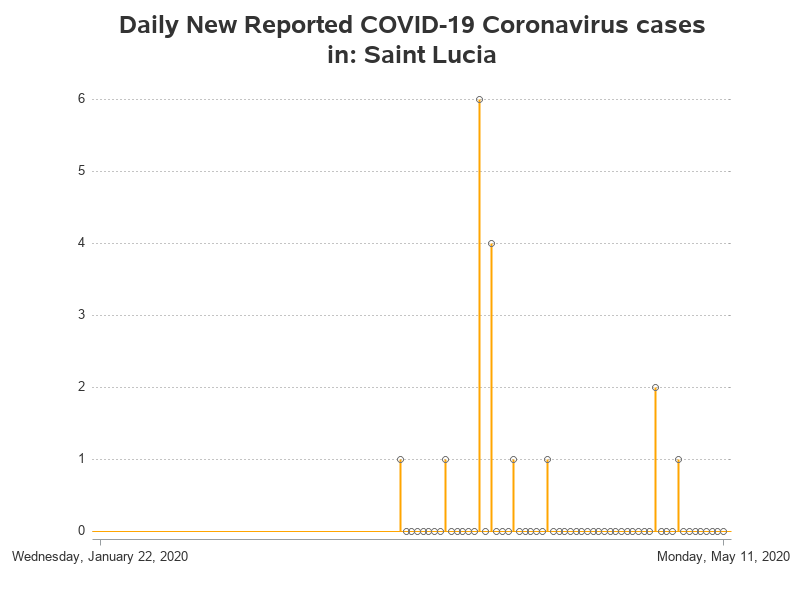 Daily New Reported COVID-19 Coronavirus cases
in: Saint Lucia
6
5
4
3
2
1
0
Wednesday, January 22, 2020 Monday, May 11, 2020